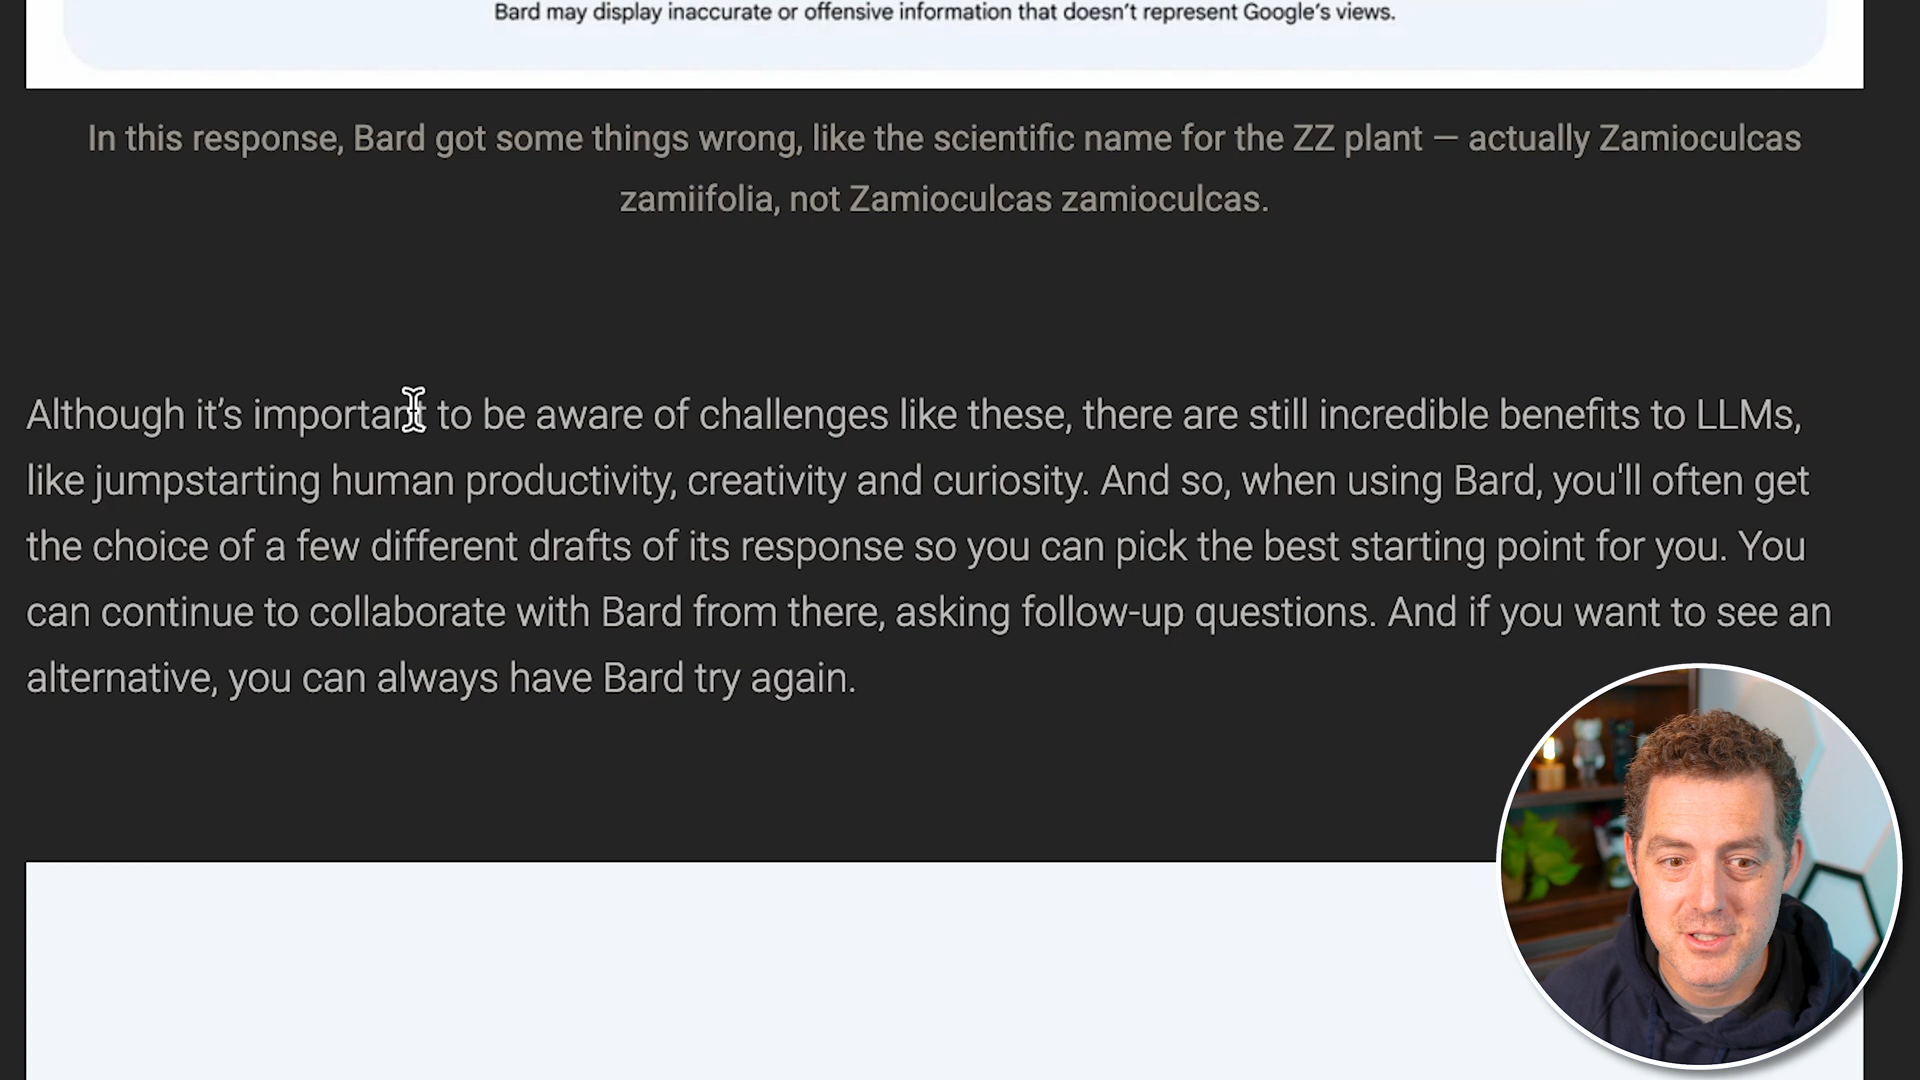 Bard may display inaccurate or offensive information that doesn’t represent Google’s views.
In this response, Bard got some things wrong, like the scientific name for the ZZ plant — actually Zamioculcas
zamiifolia, not Zamioculcas zamioculcas.
Although it’s important to be aware of challenges like these, there are still incredible benefits to LLMs,
like jumpstarting human productivity, creativity and curiosity. And so, when using Bard, you'll often get
the choice of a few different drafts of its response so you can pick the best starting point for you. You
can continue to collaborate with Bard from there, asking follow-up questions. And if you want to see an
alternative, you can always have Bard try again.